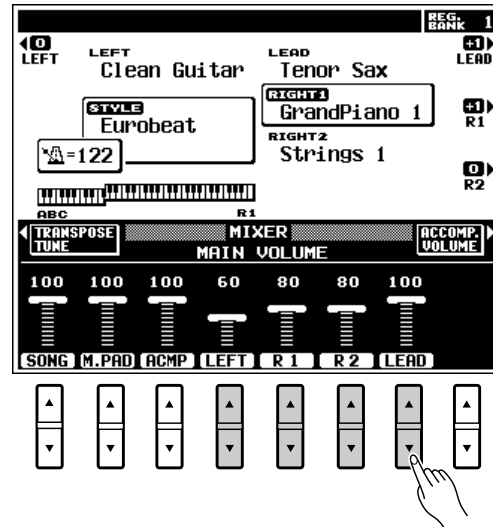 REG.
BANK 1
0
LEFT
LEFT
Clean Guitar
LEAD
Tenor Sax
+1
LEAD
STYLE
Eurobeat
RIGHT1
GrandPiano 1
+1
R1
=122
RIGHT2
Strings 1
0
R2
ABC
R1
TRANSPOSE
TUNE
MIXER
MAIN VOLUME
ACCOMP.
VOLUME
100 100 100 60 80 80 100
SONG M.PAD ACMP LEFT R 1 R 2 LEAD